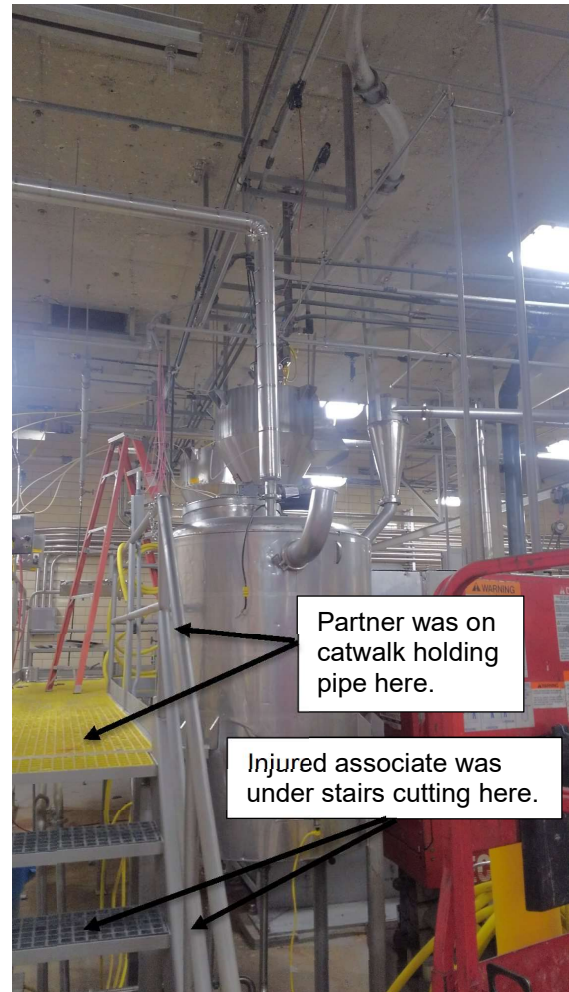 WARNING
Partner was on
catwalk holding
pipe here.
Injured associate was
under stairs cutting here.